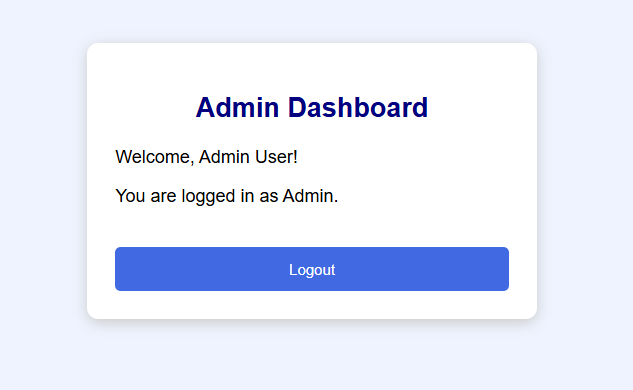 Admin Dashboard
Welcome, Admin User!
You are logged in as Admin.
Logout